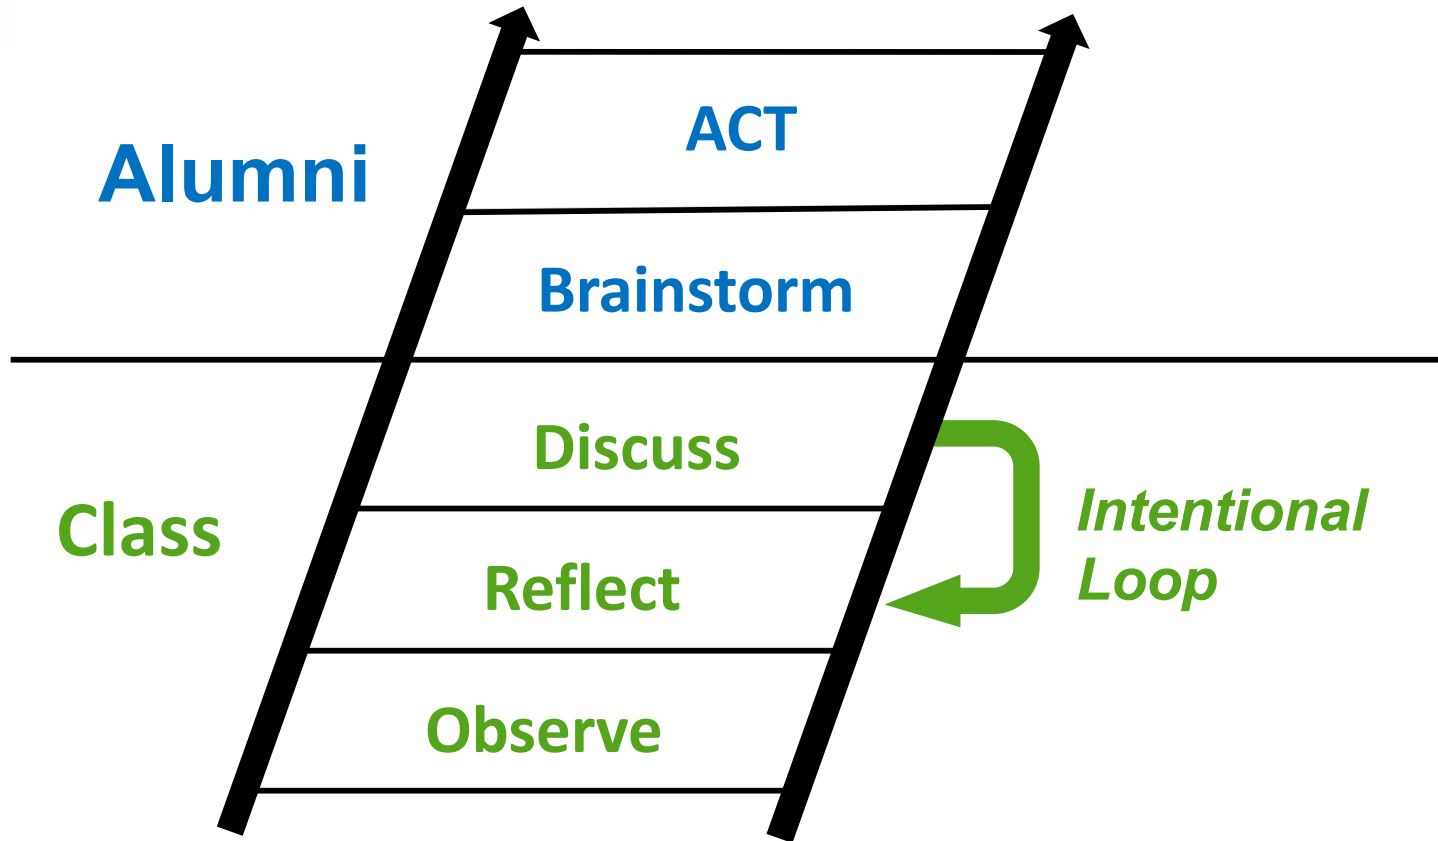 ACT
Alumni
Brainstorm
Discuss
Class
Intentional
Loop
Reflect
Observe